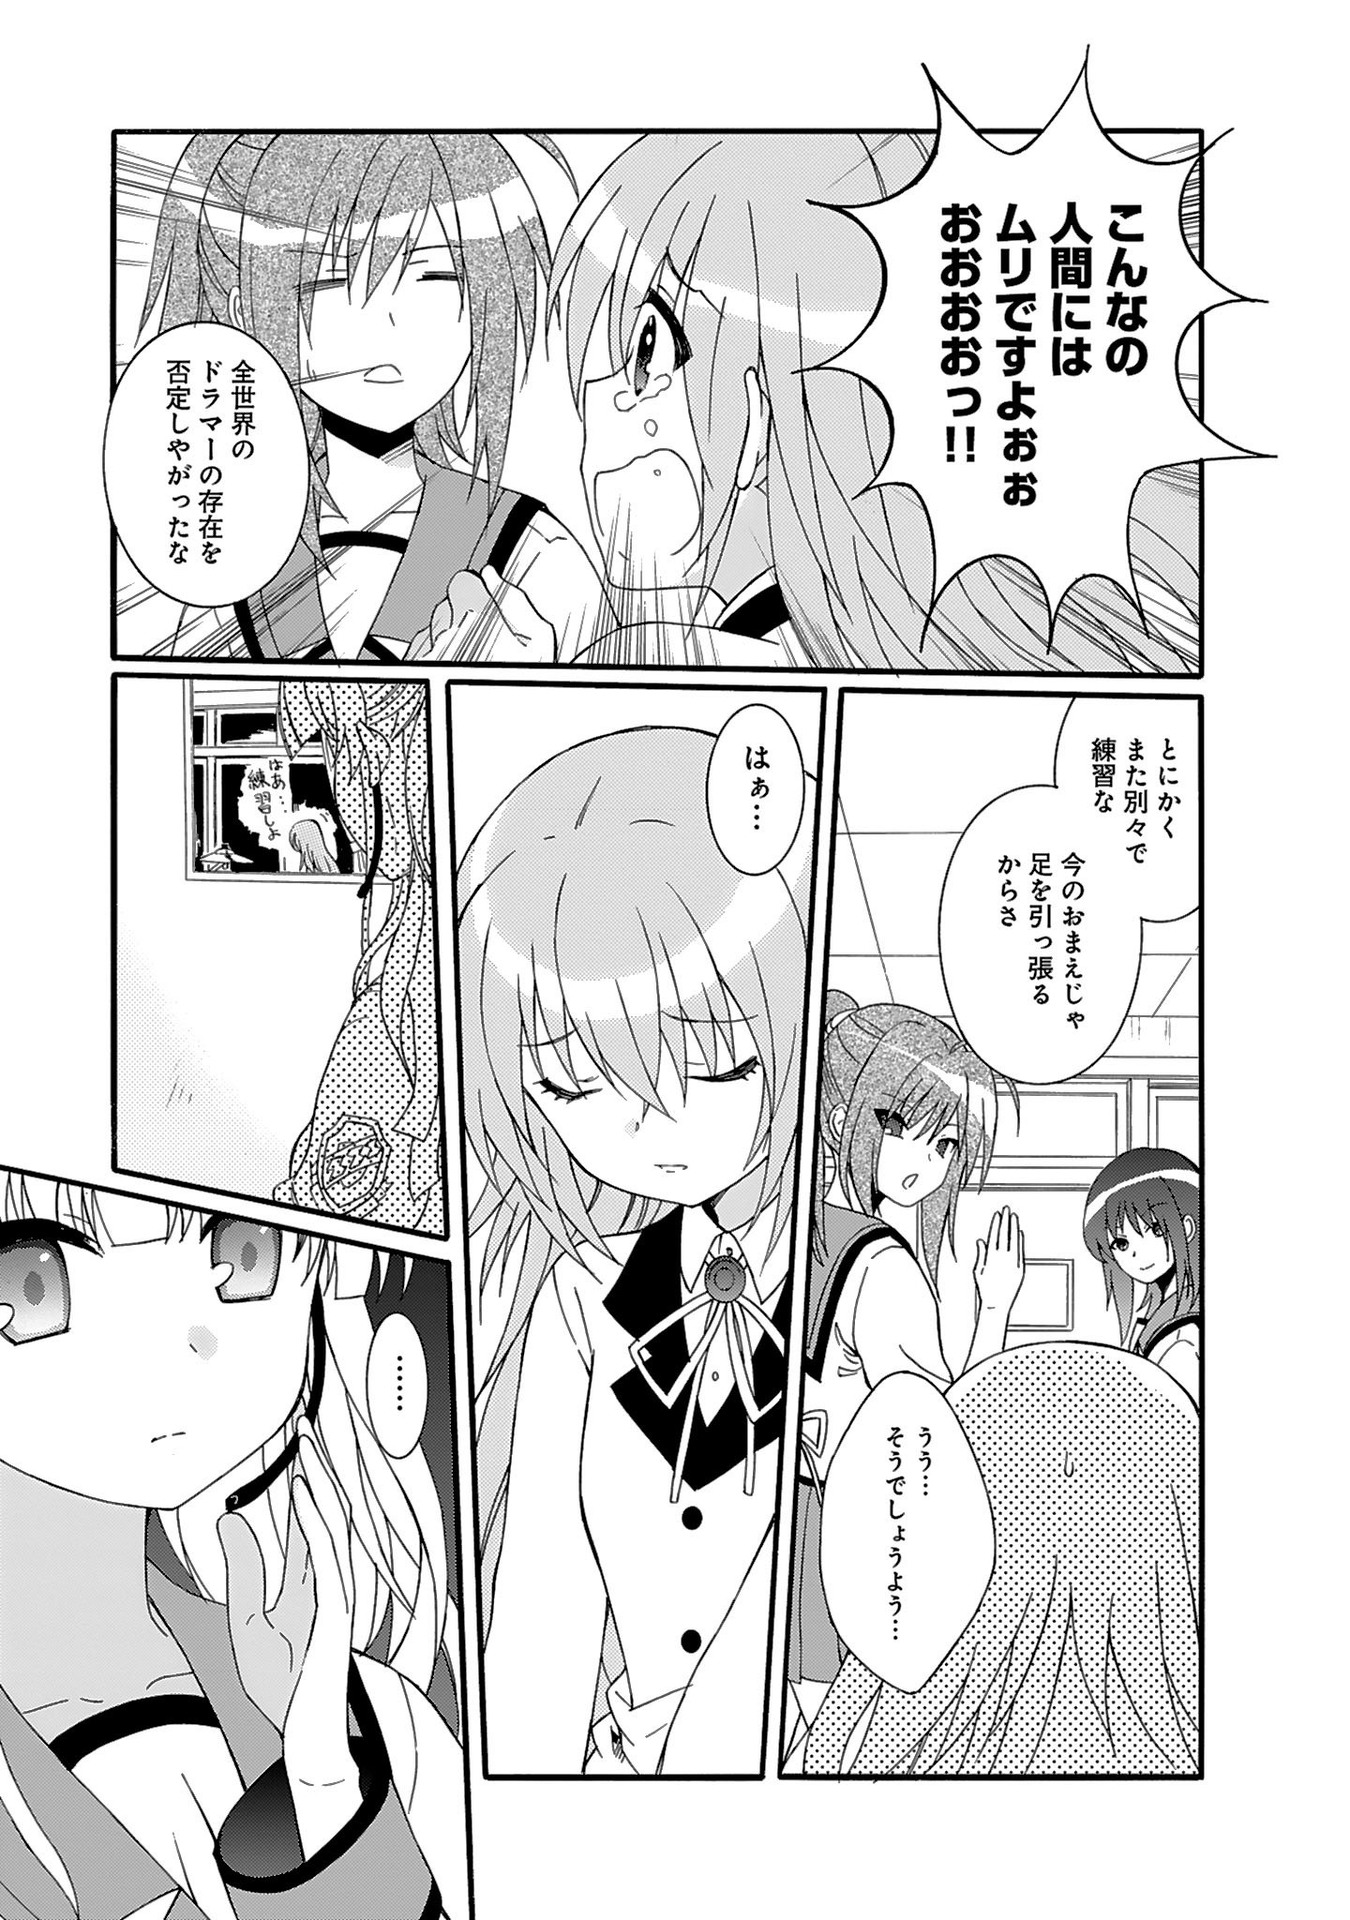 こんなの
人間には
ムリですよぉぉ
おおおおおっ!!
全世界の
ドラマーの存在を
否定しやがったな
とにかく
また別々で
練習な
今のおまえじゃ
足を引っ張る
からさ
うう…
そうでしょうよう…
はぁ…
はあ…
練習しよ
……